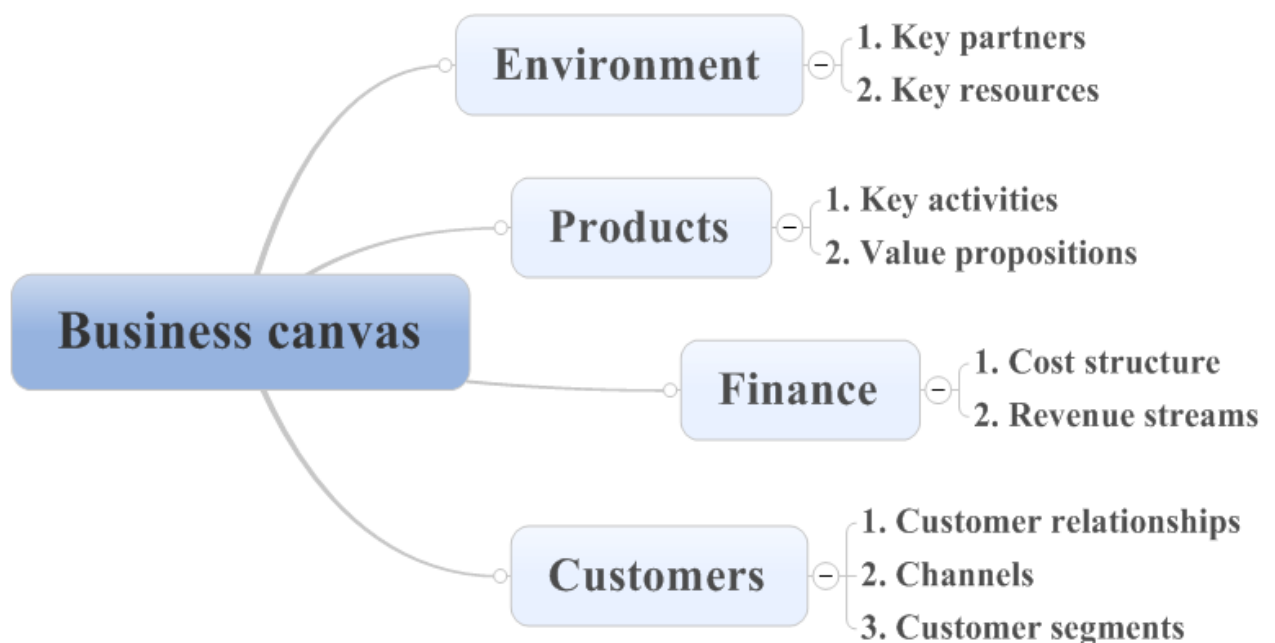 Environment
1. Key partners
2. Key resources
Products
1. Key activities
2. Value propositions
Business canvas
Finance
1. Cost structure
2. Revenue streams
Customers
1. Customer relationships
2. Channels
3. Customer segments